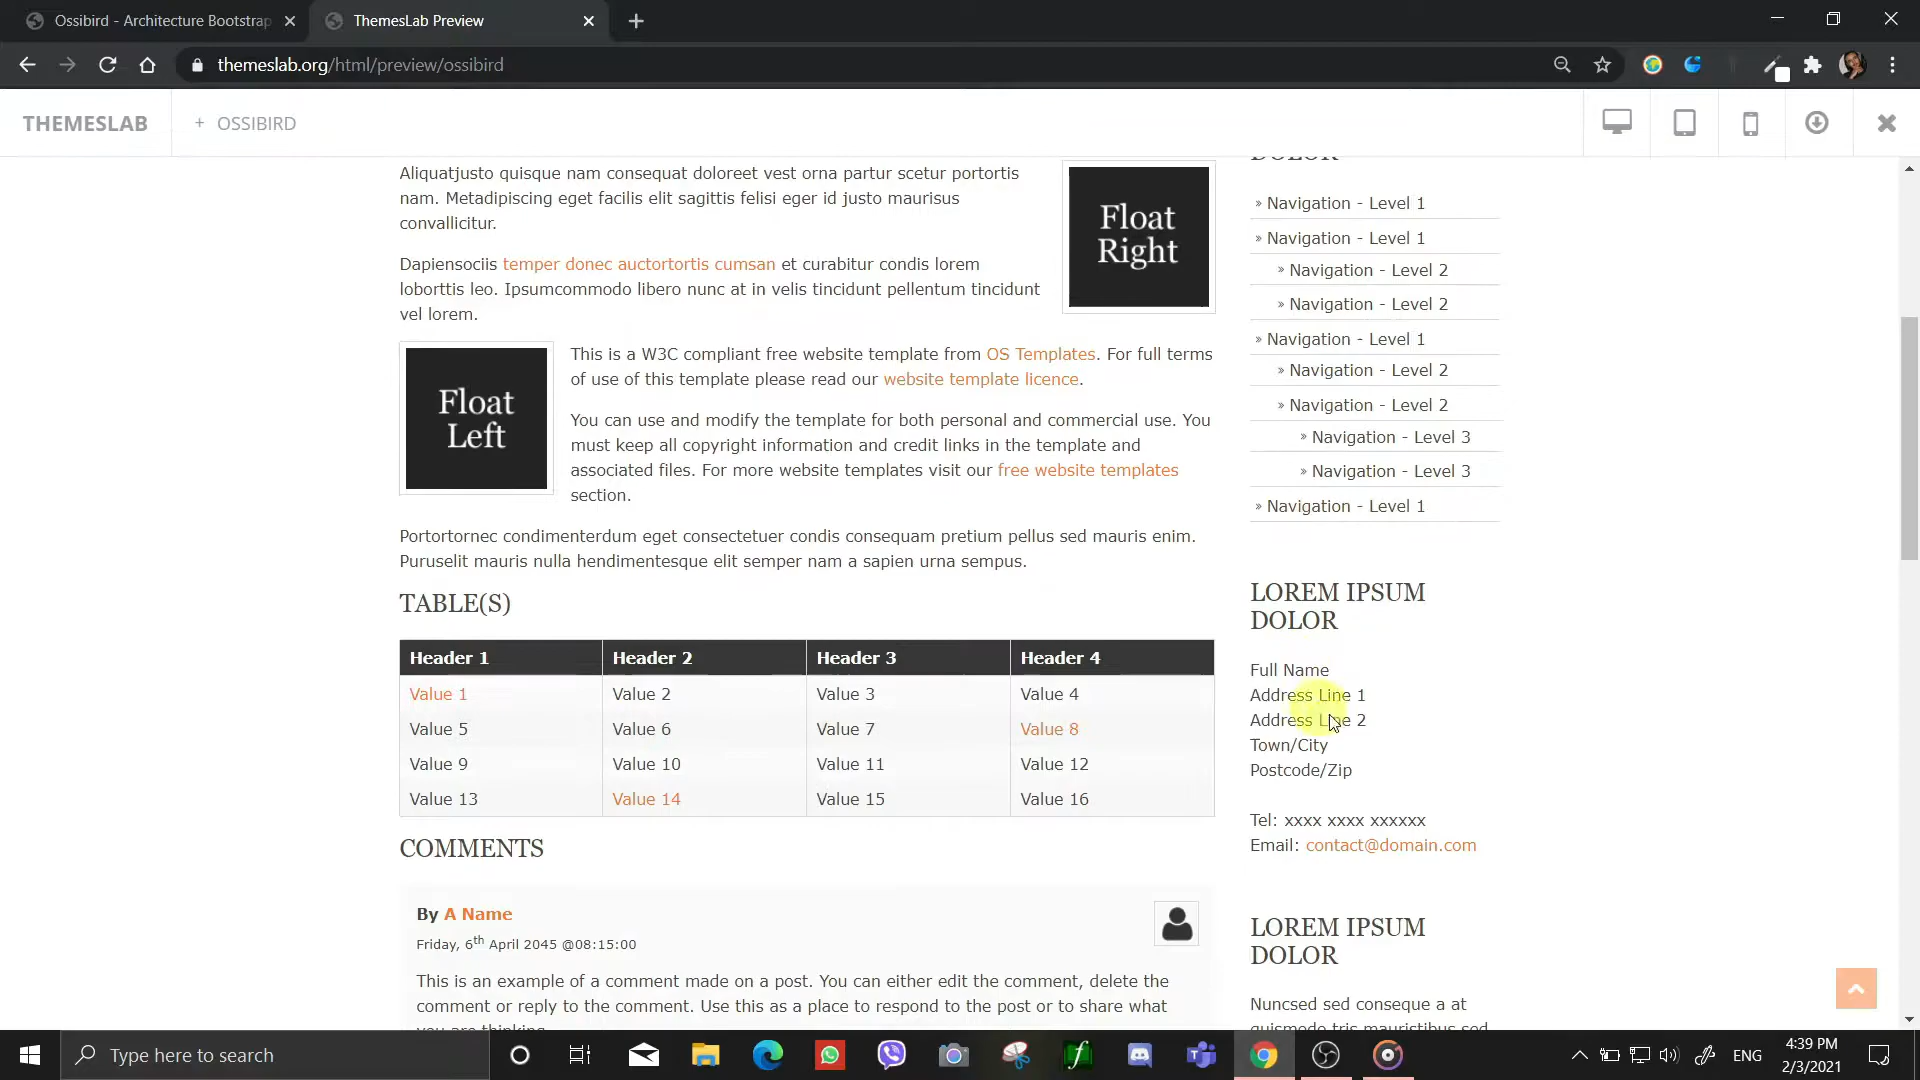 Ossibird - Architecture Bootstrap
ThemesLab Preview
themeslab.org/html/preview/ossibird
THEMESLAB
+ OSSIBIRD
Aliquatjusto quisque nam consequat doloreet vest orna partur scetur portortis
nam. Metadipiscing eget facilis elit sagittis felisi eger id justo maurisus
convallicitur.
Float
Right
Dapiensociis temper donec auctortortis cumsan et curabitur condis lorem
loborttis leo. Ipsumcommodo libero nunc at in velis tincidunt pellentum tincidunt
vel lorem.
Float
Left
This is a W3C compliant free website template from OS Templates. For full terms
of use of this template please read our website template licence.
You can use and modify the template for both personal and commercial use. You
must keep all copyright information and credit links in the template and
associated files. For more website templates visit our free website templates
section.
Portortornec condimenterdum eget consectetuer condis consequam pretium pellus sed mauris enim.
Puruselit mauris nulla hendimentesque elit semper nam a sapien urna sempus.
TABLE(S)
Header 1 Header 2 Header 3 Header 4
Value 1 Value 2 Value 3 Value 4
Value 5 Value 6 Value 7 Value 8
Value 9 Value 10 Value 11 Value 12
Value 13 Value 14 Value 15 Value 16
COMMENTS
By A Name
Friday, 6th April 2045 @08:15:00
This is an example of a comment made on a post. You can either edit the comment, delete the
comment or reply to the comment. Use this as a place to respond to the post or to share what
you are thinking
DOLOR
» Navigation - Level 1
» Navigation - Level 1
» Navigation - Level 2
» Navigation - Level 2
» Navigation - Level 1
» Navigation - Level 2
» Navigation - Level 2
» Navigation - Level 3
» Navigation - Level 3
» Navigation - Level 1
LOREM IPSUM
DOLOR
Full Name
Address Line 1
Address Line 2
Town/City
Postcode/Zip
Tel: xxxx xxxx xxxxxx
Email: contact@domain.com
LOREM IPSUM
DOLOR
Nuncsed sed conseque a at
quismodo tris mauristibus sed
Type here to search
ENG
4:39 PM
2/3/2021